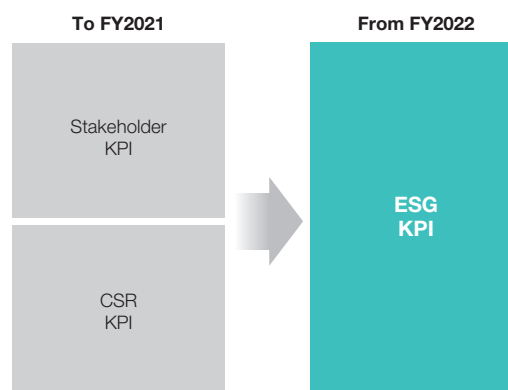 To FY2021
From FY2022
Stakeholder
KPI
CSR
KPI
ESG
KPI